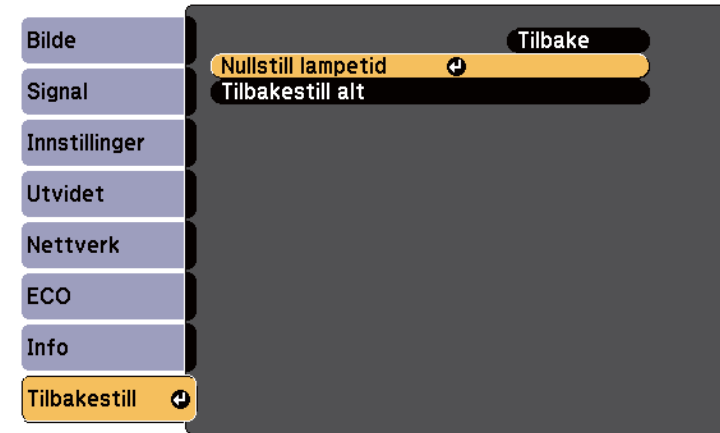 Bilde
Signal
Innstillinger
Utvidet
Nettverk
ECO
Info
Tilbakestill
Tilbake
Nullstill lampetid
Tilbakestill alt